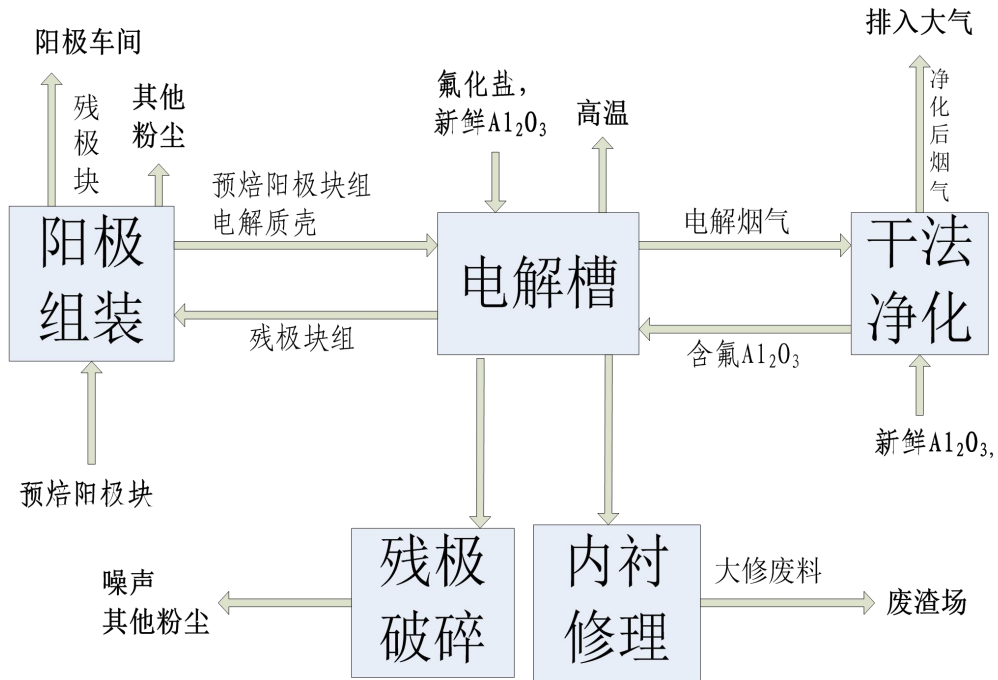 排入大气
阳极车间
残极块
其他
粉尘
氟化盐，
新鲜Al₂O₃
高温
净化后烟气
预焙阳极块组
电解质壳
阳极
组装
电解槽
电解烟气
干法
净化
残极块组
含氟Al₂O₃
预焙阳极块
新鲜Al₂O₃,
残极
破碎
内衬
修理
噪声
其他粉尘
大修废料
废渣场